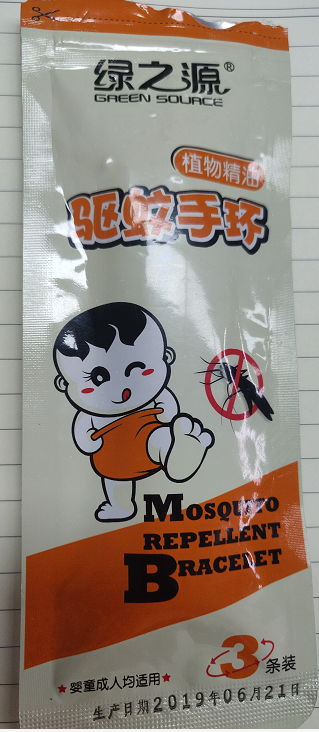 绿之源®
GREEN SOURCE
植物精油
驱蚊手环
MOSQUITO
REPELLENT
BRACELET
3条装
★婴童成人均适用★
生产日期2019年06月21日